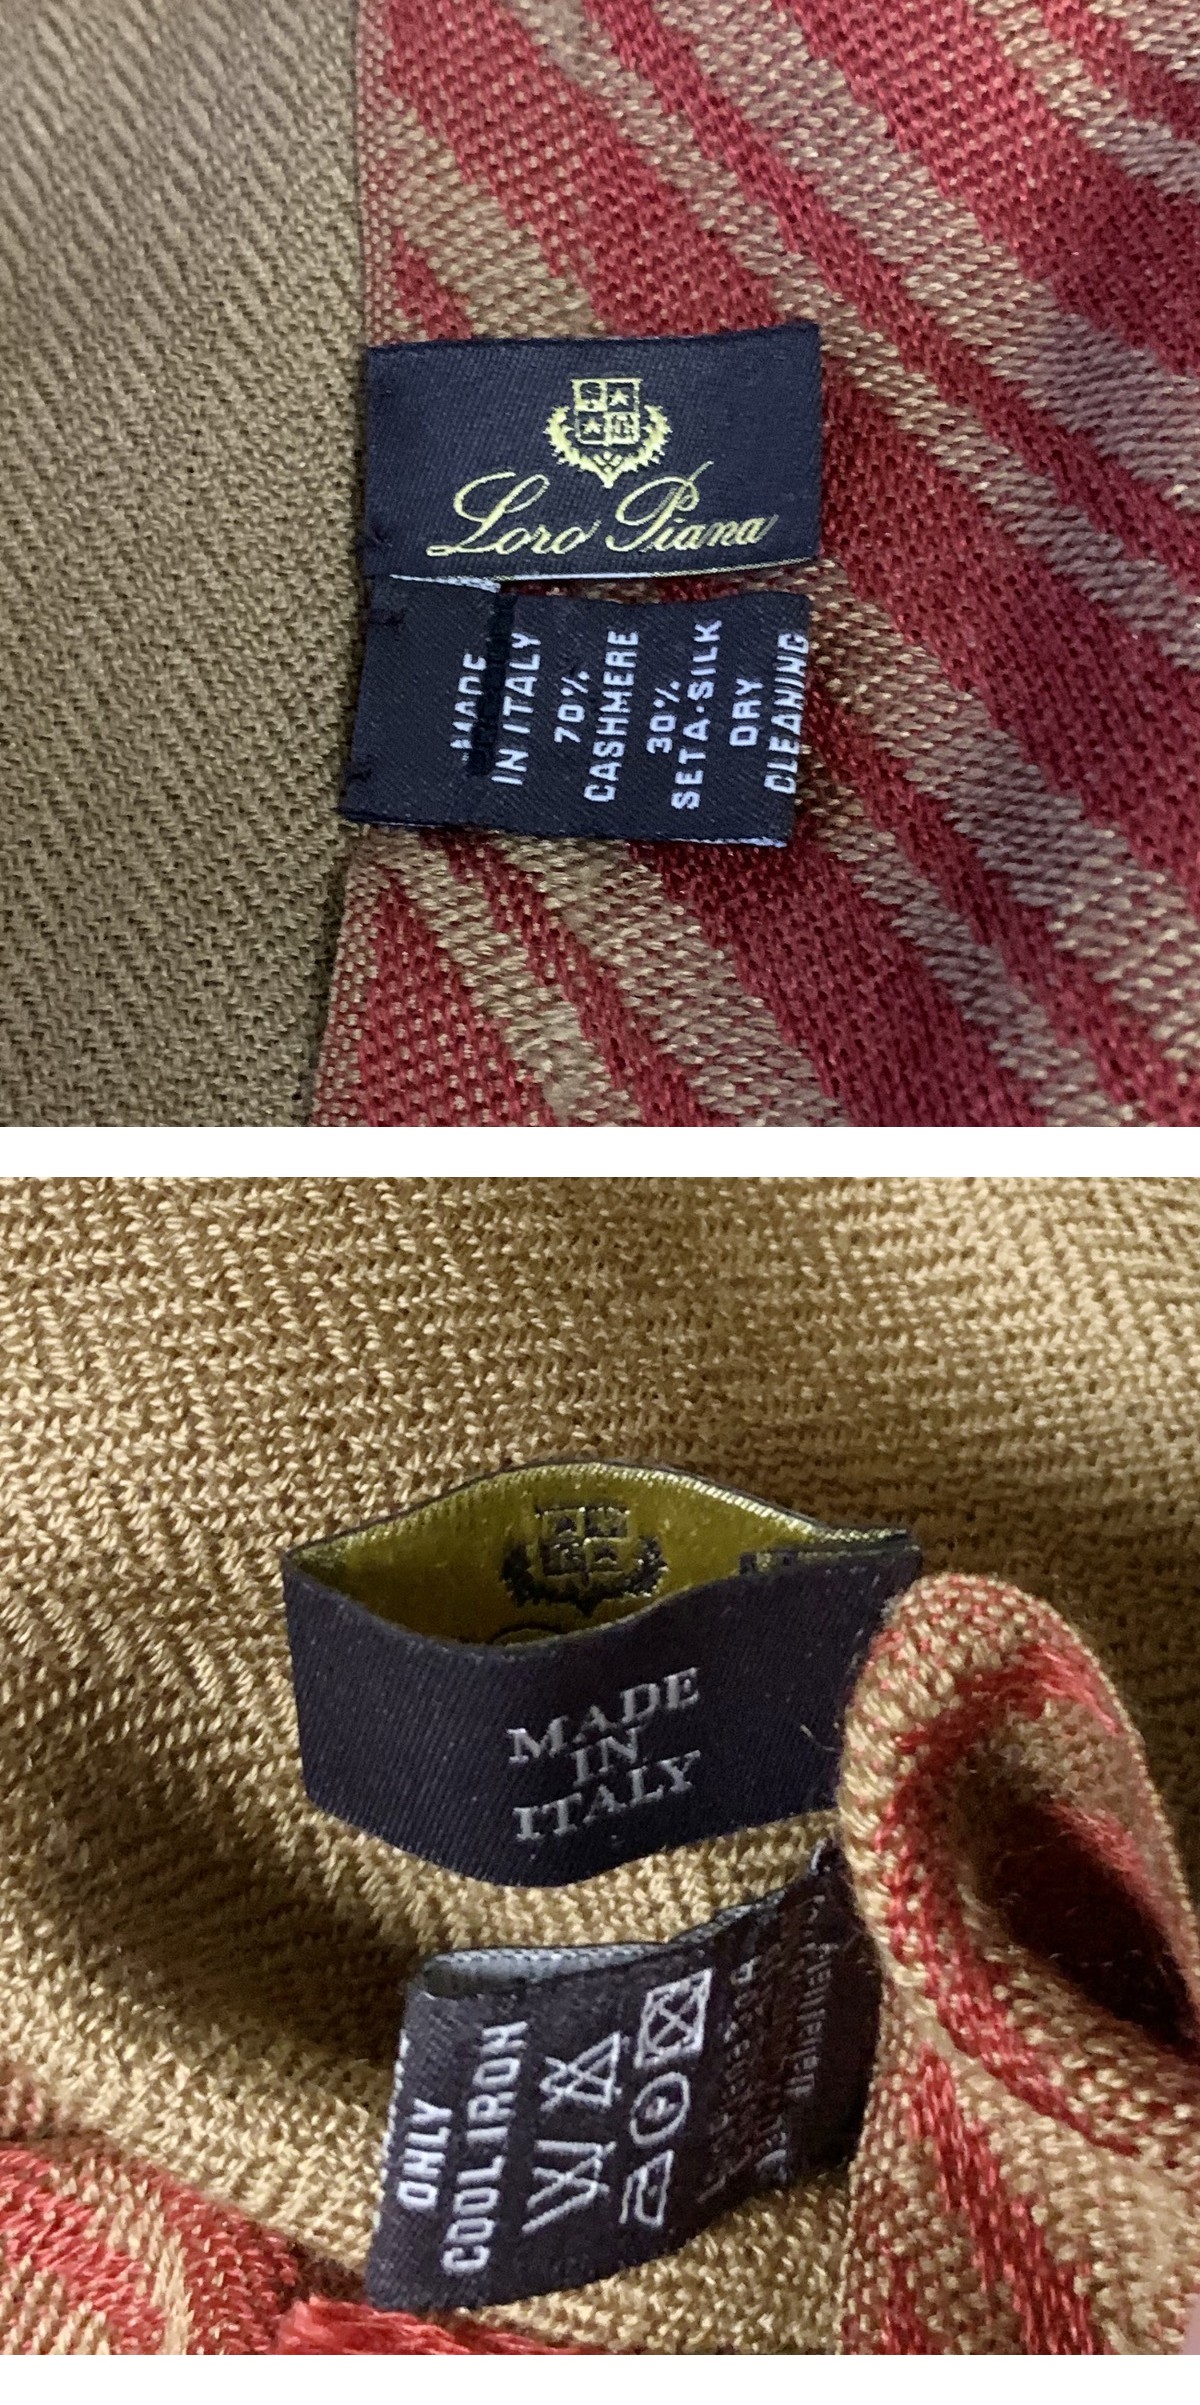 Loro Piana
MADE
IN ITALY
70%
CASHMERE
30%
SETA-SILK
DRY
CLEANING
MADE
IN
ITALY
ONLY
COOL IRON